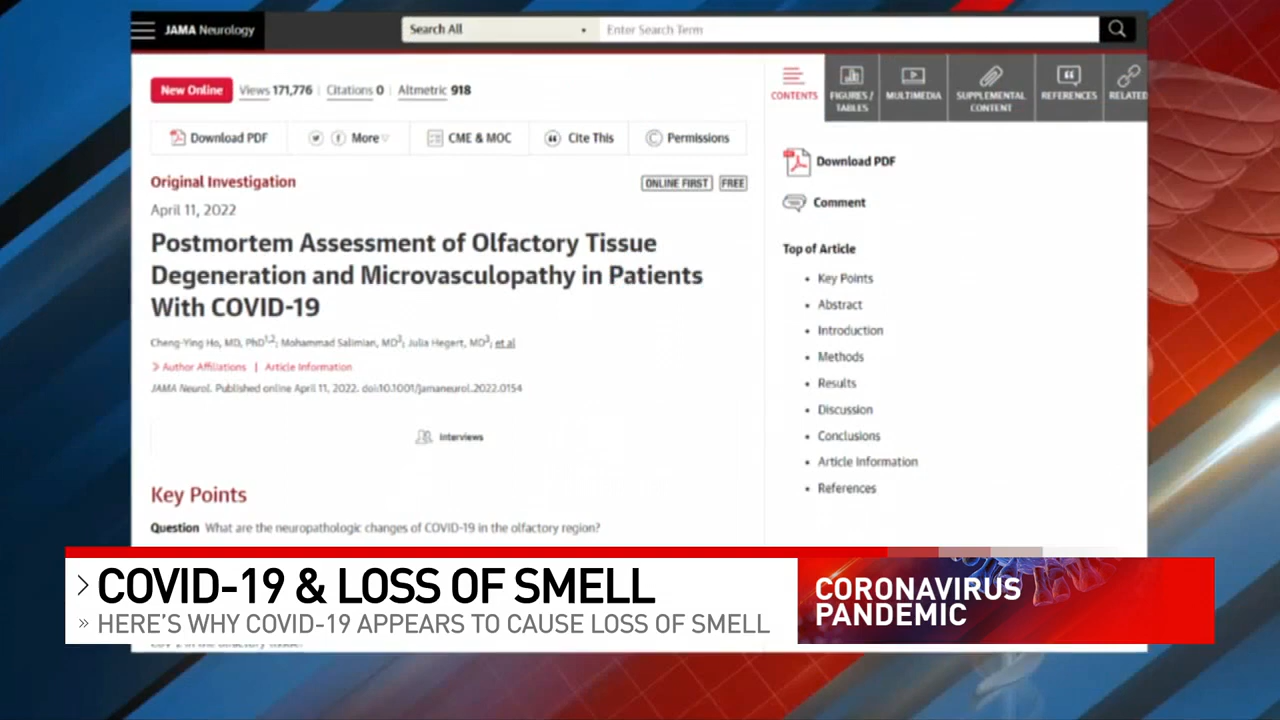 JAMA Neurology
Search All
Enter Search Term
New Online Views 171,776 | Citations 0 | Altmetric 918
Download PDF
More
CME & MOC
Cite This
Permissions
Original Investigation
ONLINE FIRST FREE
April 11, 2022
Postmortem Assessment of Olfactory Tissue
Degeneration and Microvasculopathy in Patients
With COVID-19
Cheng-Ying Ho, MD, PhD1,2; Mohammad Salimian, MD3; Julia Hegert, MD3; et al
Author Affiliations | Article Information
JAMA Neurol. Published online April 11, 2022. doi:10.1001/jamaneurol.2022.0154
Interviews
Key Points
Question What are the neuropathologic changes of COVID-19 in the olfactory region?
CONTENTS
FIGURES /
TABLES
MULTIMEDIA
SUPPLEMENTAL
CONTENT
REFERENCES
RELATED
Download PDF
Comment
Top of Article
• Key Points
• Abstract
• Introduction
• Methods
• Results
• Discussion
• Conclusions
• Article Information
• References
> COVID-19 & LOSS OF SMELL
» HERE'S WHY COVID-19 APPEARS TO CAUSE LOSS OF SMELL
CORONAVIRUS
PANDEMIC